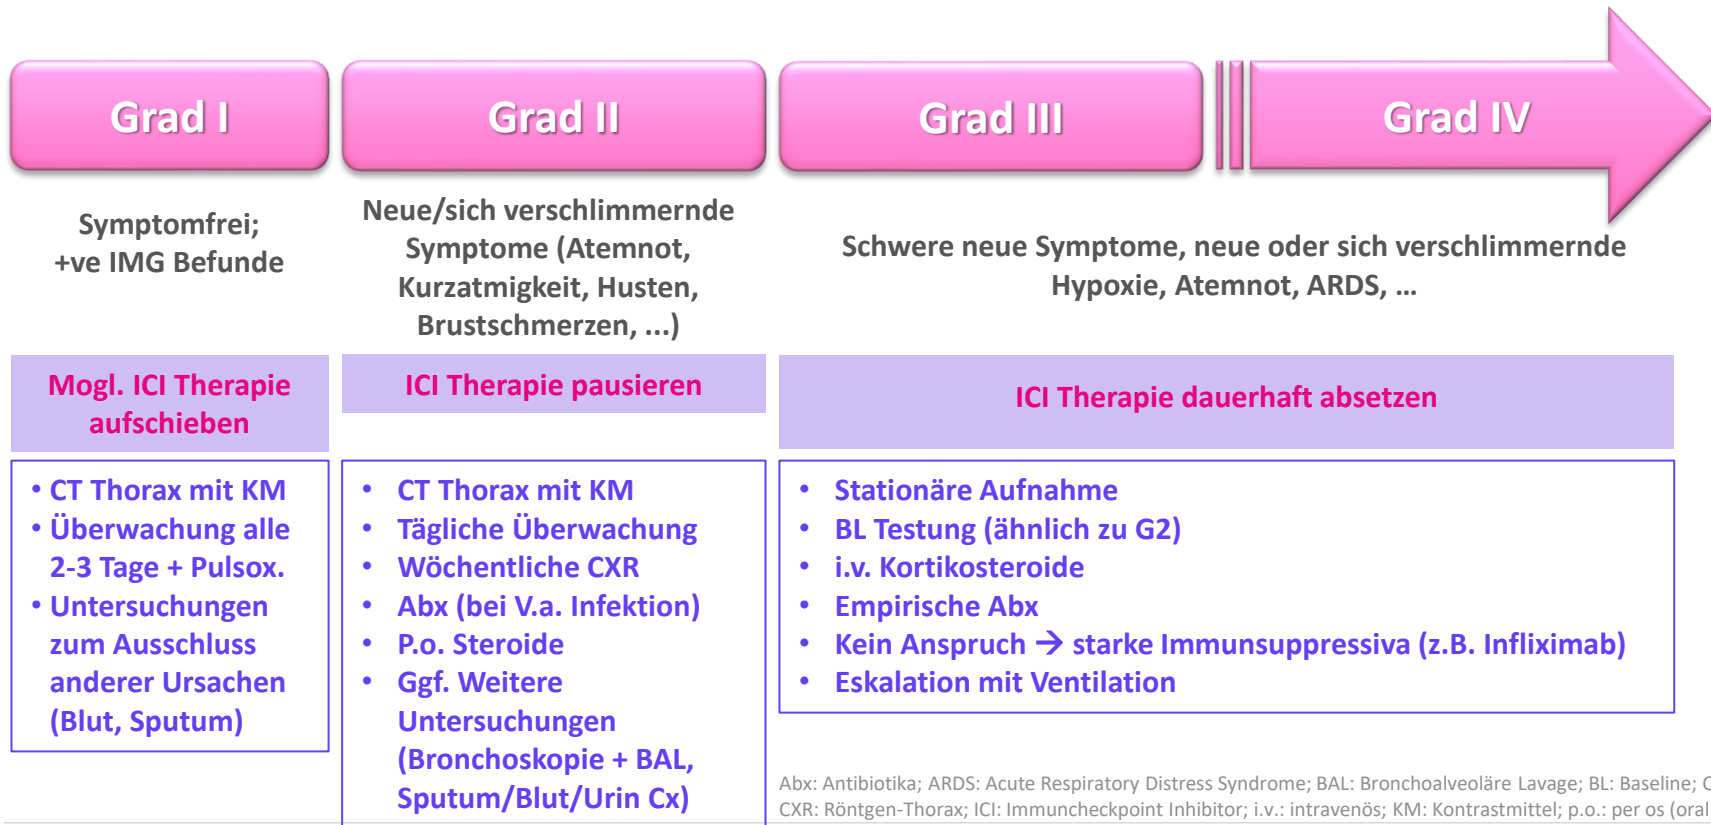 Grad I
Grad II
Grad III
Grad IV
Symptomfrei;
+ve IMG Befunde
Neue/sich verschlimmernde
Symptome (Atemnot,
Kurzatmigkeit, Husten,
Brustschmerzen, ...)
Schwere neue Symptome, neue oder sich verschlimmernde
Hypoxie, Atemnot, ARDS, ...
Mogl. ICI Therapie
aufschieben
ICI Therapie pausieren
ICI Therapie dauerhaft absetzen
• CT Thorax mit KM
• Überwachung alle
2-3 Tage + Pulsox.
• Untersuchungen
zum Ausschluss
anderer Ursachen
(Blut, Sputum)
• CT Thorax mit KM
• Tägliche Überwachung
• Wöchentliche CXR
• Abx (bei V.a. Infektion)
• P.o. Steroide
• Ggf. Weitere
Untersuchungen
(Bronchoskopie + BAL,
Sputum/Blut/Urin Cx)
• Stationäre Aufnahme
• BL Testung (ähnlich zu G2)
• i.v. Kortikosteroide
• Empirische Abx
• Kein Anspruch → starke Immunsuppressiva (z.B. Infliximab)
• Eskalation mit Ventilation
Abx: Antibiotika; ARDS: Acute Respiratory Distress Syndrome; BAL: Bronchoalveoläre Lavage; BL: Baseline;
CXR: Röntgen-Thorax; ICI: Immuncheckpoint Inhibitor; i.v.: intravenös; KM: Kontrastmittel; p.o.: per os (oral